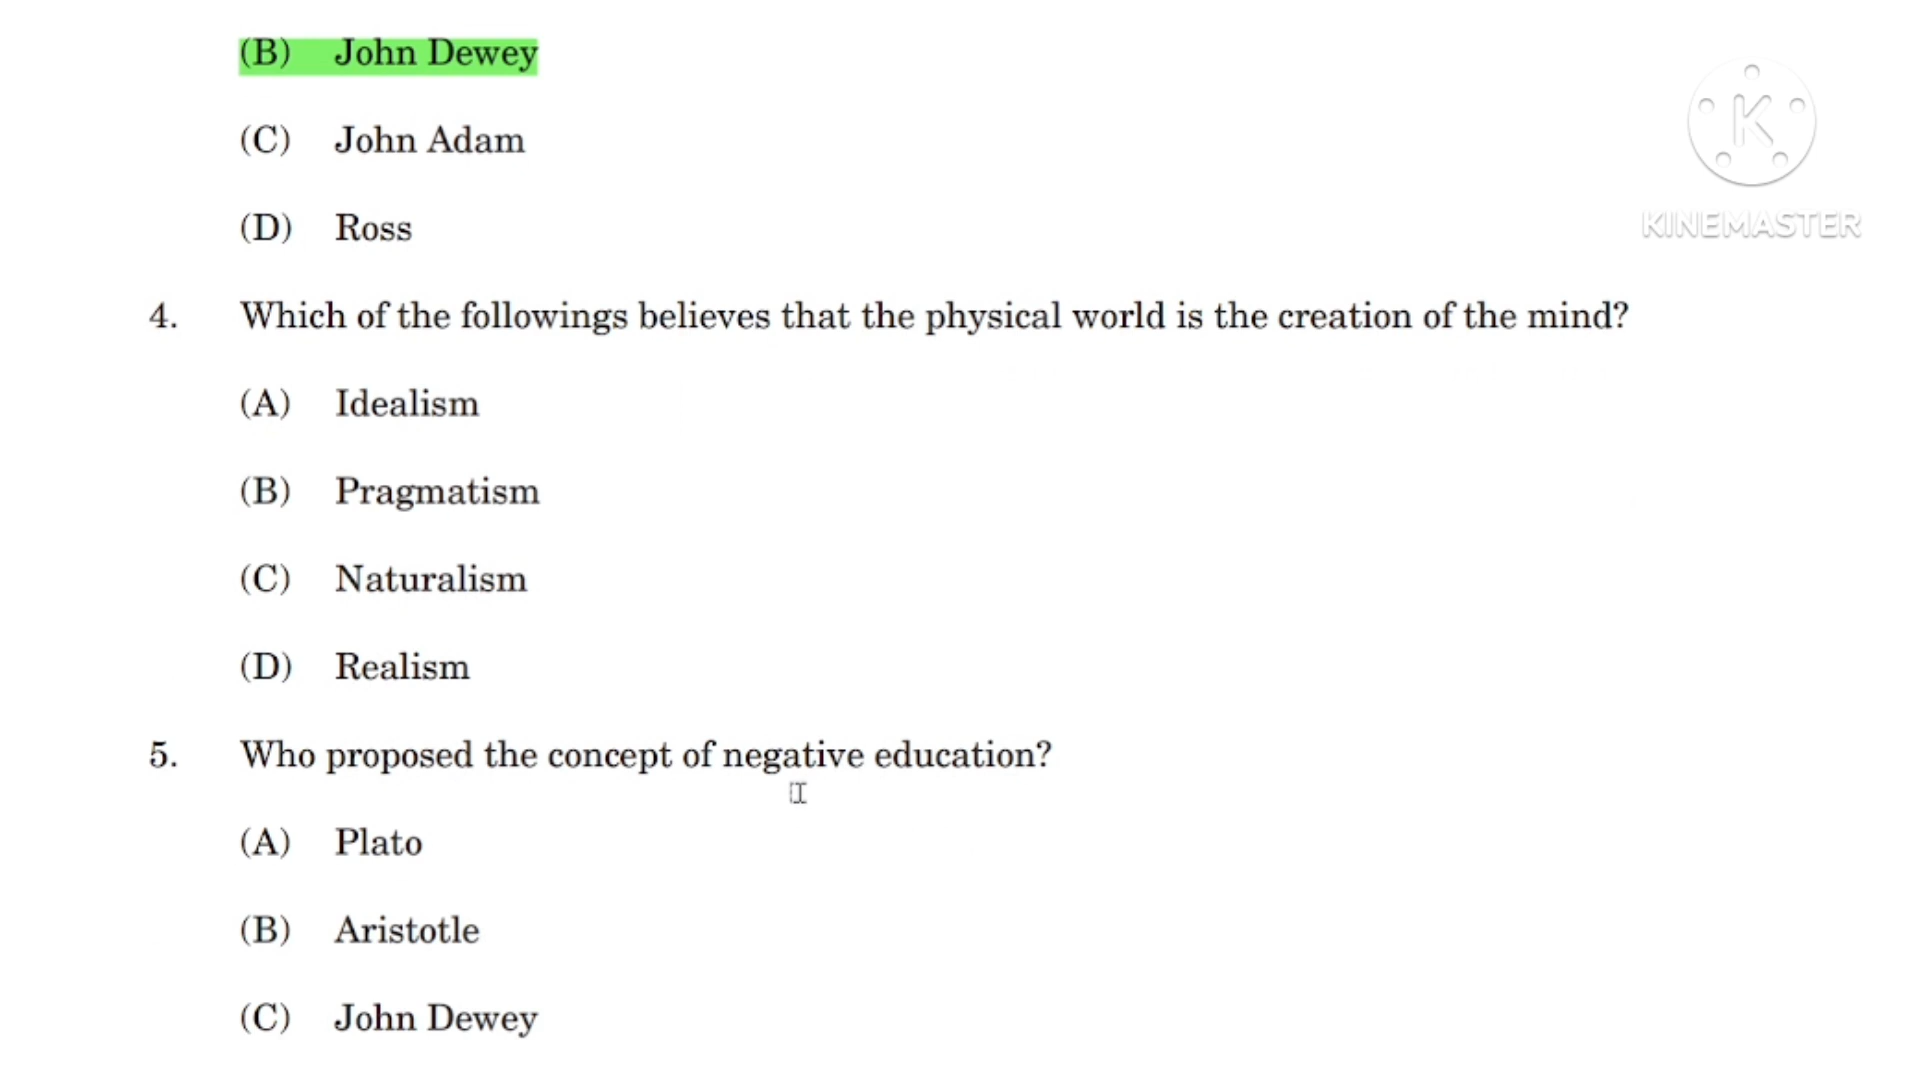 (B) John Dewey
(C) John Adam
(D) Ross
KINEMASTER
4. Which of the followings believes that the physical world is the creation of the mind?
(A) Idealism
(B) Pragmatism
(C) Naturalism
(D) Realism
5. Who proposed the concept of negative education?
(A) Plato
(B) Aristotle
(C) John Dewey